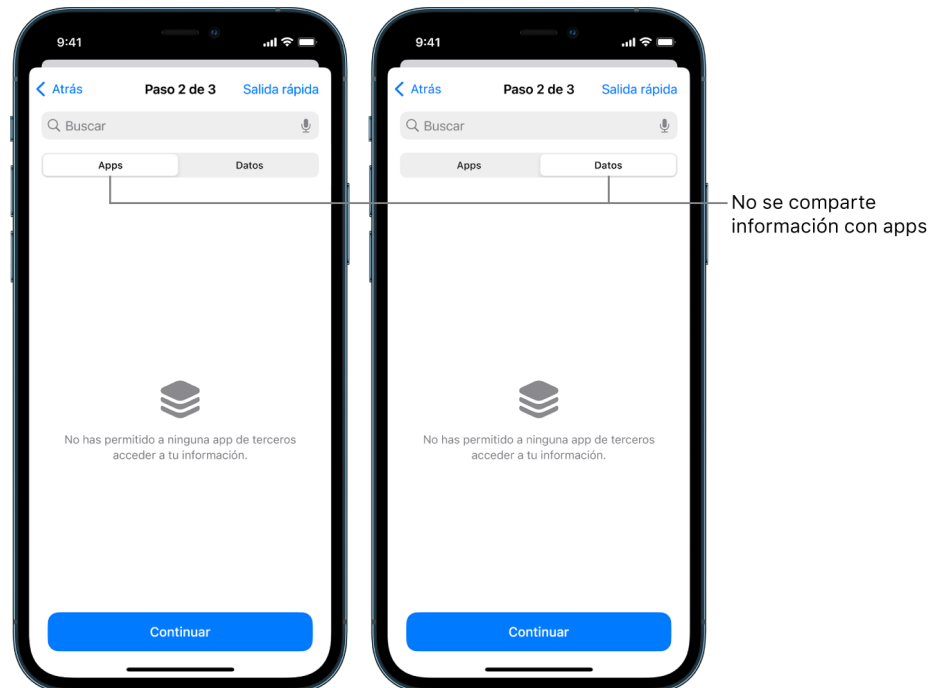 9:41
Atrás
Paso 2 de 3
Salida rápida
Buscar
Apps
Datos
No has permitido a ninguna app de terceros
acceder a tu información.
Continuar
9:41
Atrás
Paso 2 de 3
Salida rápida
Buscar
Apps
Datos
No has permitido a ninguna app de terceros
acceder a tu información.
Continuar
No se comparte
información con apps